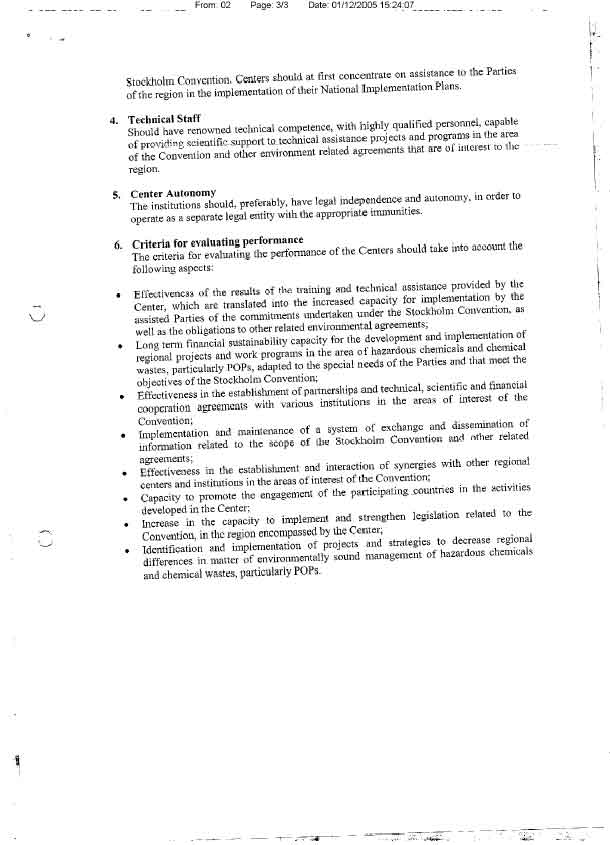 From: 02 Page: 3/3 Date: 01/12/2005 15:24:07
Stockholm Convention. Centers should at first concentrate on assistance to the Parties
of the region in the implementation of their National Implementation Plans.
4. Technical Staff
Should have renowned technical competence, with highly qualified personnel, capable
of providing scientific support to technical assistance projects and programs in the area
of the Convention and other environment related agreements that are of interest to the
region.
5. Center Autonomy
The institutions should, preferably, have legal independence and autonomy, in order to
operate as a separate legal entity with the appropriate immunities.
6. Criteria for evaluating performance
The criteria for evaluating the performance of the Centers should take into account the
following aspects:
• Effectiveness of the results of the training and technical assistance provided by the
Center, which are translated into the increased capacity for implementation by the
assisted Parties of the commitments undertaken under the Stockholm Convention, as
well as the obligations to other related environmental agreements;
• Long term financial sustainability capacity for the development and implementation of
regional projects and work programs in the area of hazardous chemicals and chemical
wastes, particularly POPs, adapted to the special needs of the Parties and that meet the
objectives of the Stockholm Convention;
• Effectiveness in the establishment of partnerships and technical, scientific and financial
cooperation agreements with various institutions in the areas of interest of the
Convention;
• Implementation and maintenance of a system of exchange and dissemination of
information related to the scope of the Stockholm Convention and other related
agreements;
• Effectiveness in the establishment and interaction of synergies with other regional
centers and institutions in the areas of interest of the Convention;
• Capacity to promote the engagement of the participating countries in the activities
developed in the Center;
• Increase in the capacity to implement and strengthen legislation related to the
Convention, in the region encompassed by the Center;
• Identification and implementation of projects and strategies to decrease regional
differences in matter of environmentally sound management of hazardous chemicals
and chemical wastes, particularly POPs.